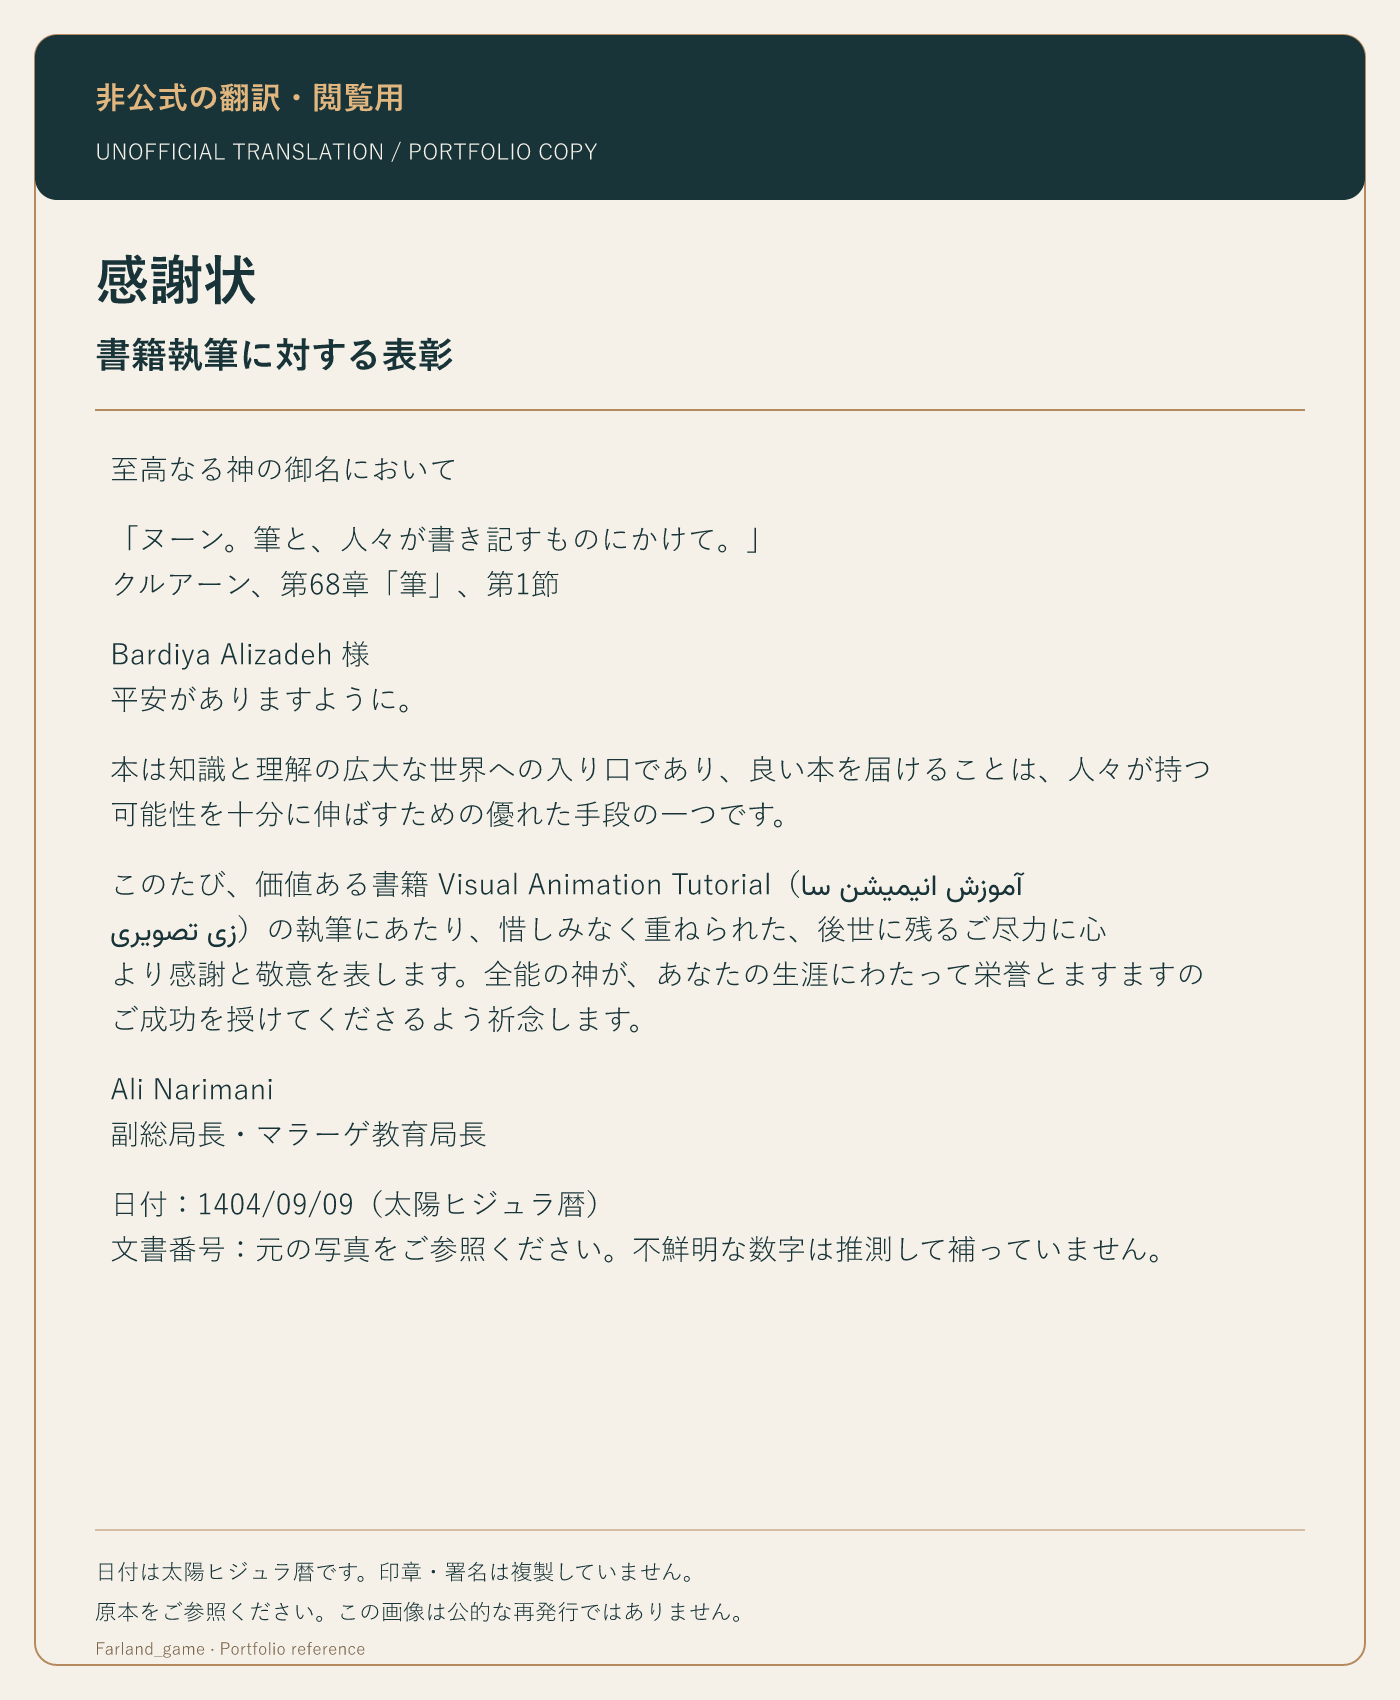 非公式の翻訳・閲覧用
UNOFFICIAL TRANSLATION / PORTFOLIO COPY
感謝状
書籍執筆に対する表彰
至高なる神の御名において
「ヌーン。筆と、人々が書き記すものにかけて。」
クルアーン、第68章「筆」、第1節
Bardiya Alizadeh 様
平安がありますように。
本は知識と理解の広大な世界への入り口であり、良い本を届けることは、人々が持つ
可能性を十分に伸ばすための優れた手段の一つです。
このたび、価値ある書籍 Visual Animation Tutorial（آموزش انیمیشن سا
زی تصویری）の執筆にあたり、惜しみなく重ねられた、後世に残るご尽力に心
より感謝と敬意を表します。全能の神が、あなたの生涯にわたって栄誉とますますの
ご成功を授けてくださるよう祈念します。
Ali Narimani
副総局長・マラーゲ教育局長
日付：1404/09/09（太陽ヒジュラ暦）
文書番号：元の写真をご参照ください。不鮮明な数字は推測して補っていません。
日付は太陽ヒジュラ暦です。印章・署名は複製していません。
原本をご参照ください。この画像は公的な再発行ではありません。
Farland_game · Portfolio reference